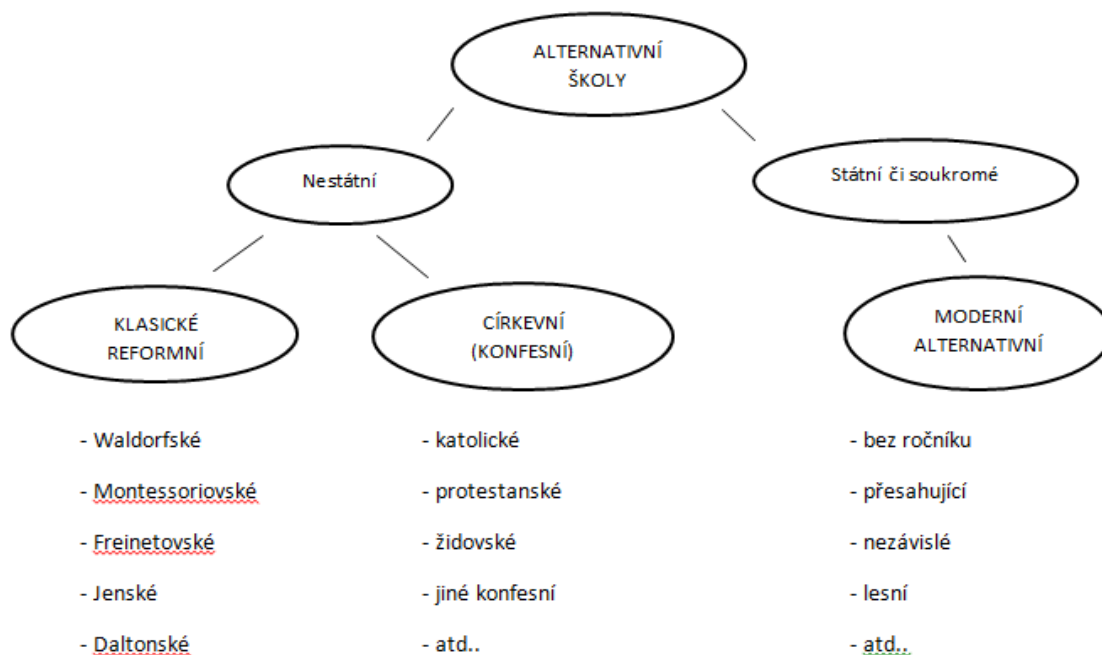 ALTERNATIVNÍ
ŠKOLY
Nestátní
Státní či soukromé
KLASICKÉ
REFORMNÍ
CÍRKEVNÍ
(KONFESNÍ)
MODERNÍ
ALTERNATIVNÍ
- Waldorfské
- Montessoriovské
- Freinetovské
- Jenské
- Daltonské
- katolické
- protestanské
- židovské
- jiné konfesní
- atd..
- bez ročníku
- přesahující
- nezávislé
- lesní
- atd..